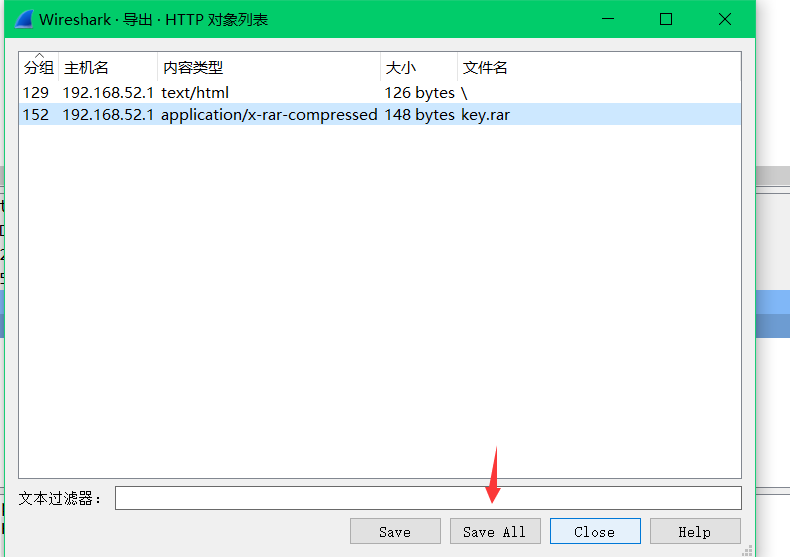 Wireshark · 导出 · HTTP 对象列表
分组 主机名 内容类型 大小 文件名
129 192.168.52.1 text/html 126 bytes \
152 192.168.52.1 application/x-rar-compressed 148 bytes key.rar
文本过滤器：
Save Save All Close Help